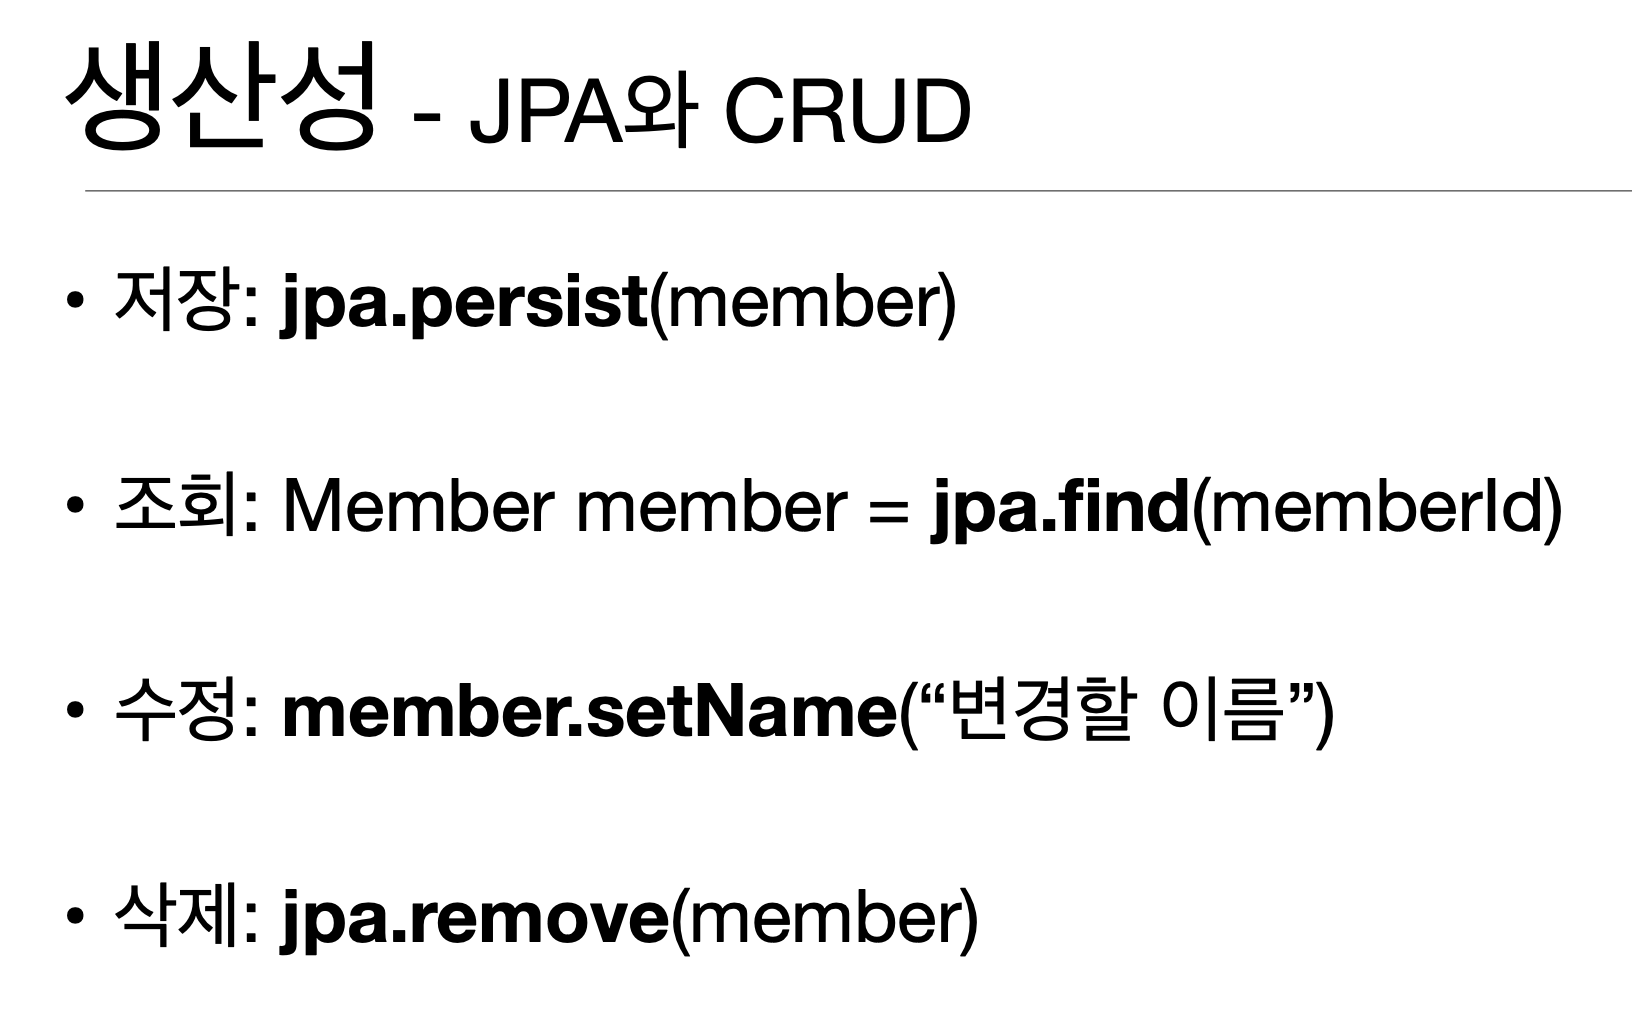 생산성 - JPA와 CRUD
• 저장: jpa.persist(member)
• 조회: Member member = jpa.find(memberId)
• 수정: member.setName(“변경할 이름”)
• 삭제: jpa.remove(member)